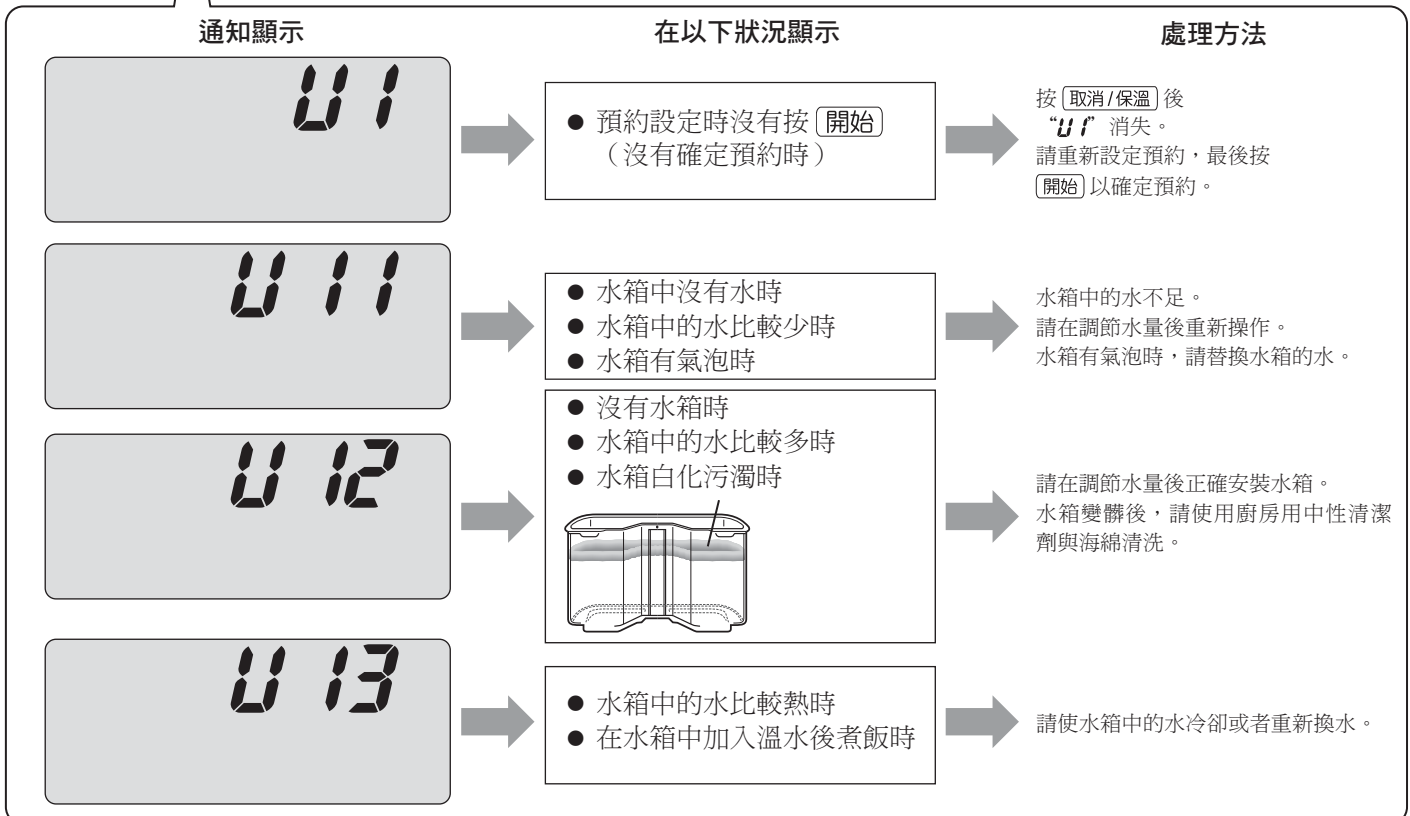 通知顯示
在以下狀況顯示
處理方法
U1
● 預約設定時沒有按 開始
（沒有確定預約時）
按 取消/保溫 後
“U1”消失。
請重新設定預約，最後按
開始 以確定預約。
U11
● 水箱中沒有水時
● 水箱中的水比較少時
● 水箱有氣泡時
水箱中的水不足。
請在調節水量後重新操作。
水箱有氣泡時，請替換水箱的水。
U12
● 沒有水箱時
● 水箱中的水比較多時
● 水箱白化污濁時
請在調節水量後正確安裝水箱。
水箱變髒後，請使用廚房用中性清潔
劑與海綿清洗。
U13
● 水箱中的水比較熱時
● 在水箱中加入溫水後煮飯時
請使水箱中的水冷卻或者重新換水。